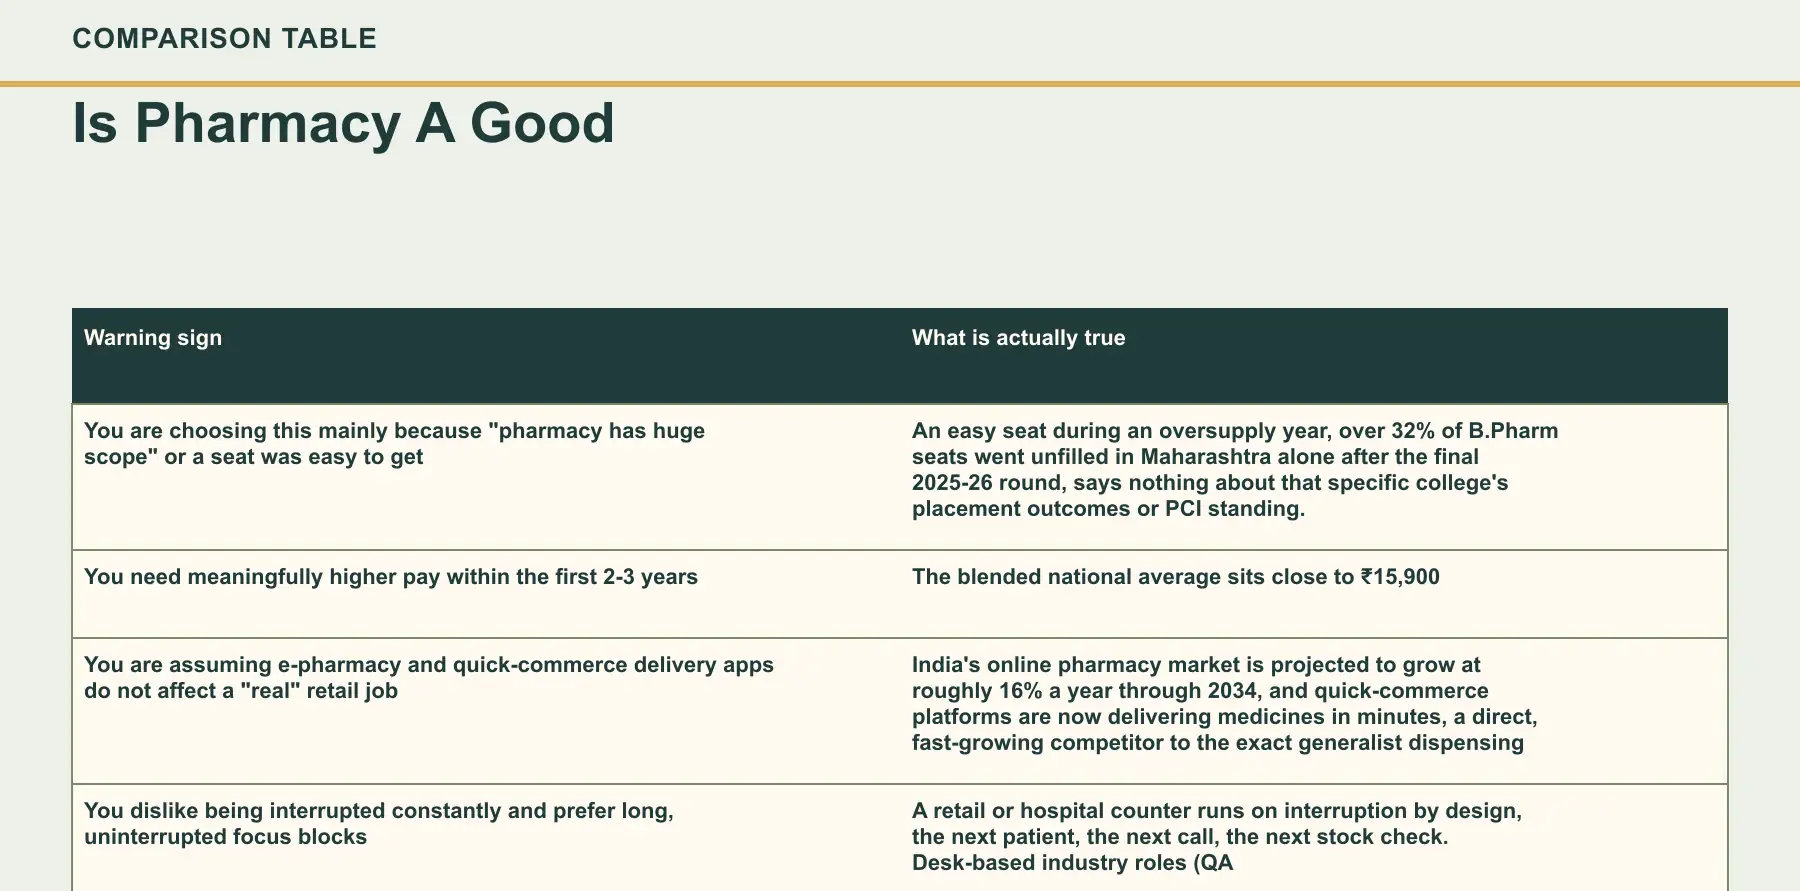 COMPARISON TABLE
Is Pharmacy A Good
Warning sign
What is actually true
You are choosing this mainly because "pharmacy has huge
scope" or a seat was easy to get
An easy seat during an oversupply year, over 32% of B.Pharm
seats went unfilled in Maharashtra alone after the final
2025-26 round, says nothing about that specific college's
placement outcomes or PCI standing.
You need meaningfully higher pay within the first 2-3 years
The blended national average sits close to ₹15,900
You are assuming e-pharmacy and quick-commerce delivery apps
do not affect a "real" retail job
India's online pharmacy market is projected to grow at
roughly 16% a year through 2034, and quick-commerce
platforms are now delivering medicines in minutes, a direct,
fast-growing competitor to the exact generalist dispensing
You dislike being interrupted constantly and prefer long,
uninterrupted focus blocks
A retail or hospital counter runs on interruption by design,
the next patient, the next call, the next stock check.
Desk-based industry roles (QA